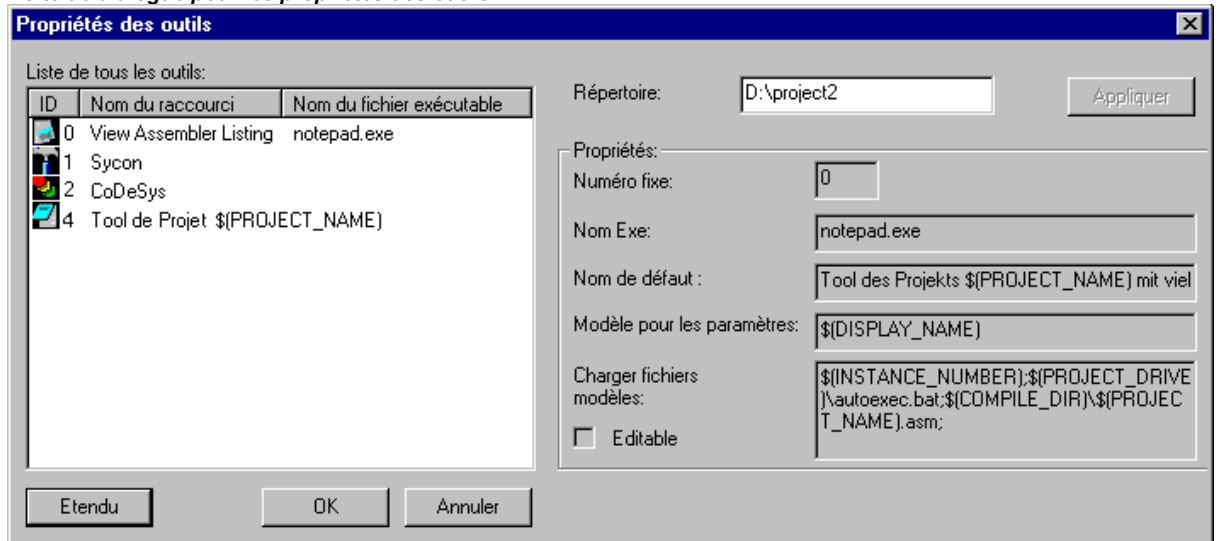 Propriétés des outils
Liste de tous les outils:
ID Nom du raccourci Nom du fichier exécutable
0 View Assembler Listing notepad.exe
1 Sycon
2 CoDeSys
4 Tool de Projet $(PROJECT_NAME)
Répertoire: D:\project2 Appliquer
Propriétés:
Numéro fixe: 0
Nom Exe: notepad.exe
Nom de défaut : Tool des Projekts $(PROJECT_NAME) mit viel
Modèle pour les paramètres: $(DISPLAY_NAME)
Charger fichiers
modèles:
$(INSTANCE_NUMBER);$(PROJECT_DRIVE
)\autoexec.bat;$(COMPILE_DIR)\$(PROJEC
T_NAME).asm;
Editable
Etendu OK Annuler